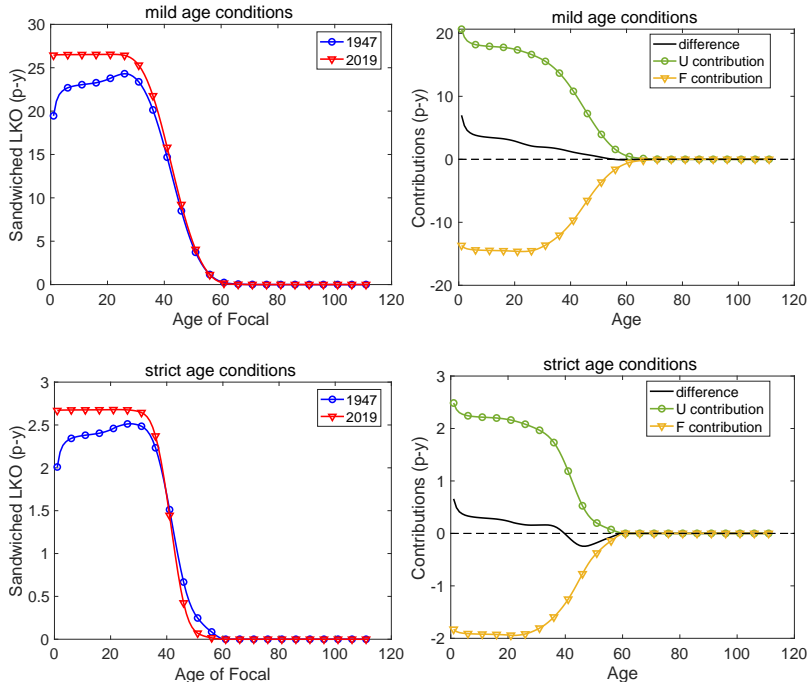 mild age conditions
Sandwiched LKO (p-y)
30
25
20
15
10
5
0
0 20 40 60 80 100 120
Age of Focal
1947
2019
mild age conditions
Contributions (p-y)
20
10
0
-10
-20
0 20 40 60 80 100 120
Age
difference
U contribution
F contribution
strict age conditions
Sandwiched LKO (p-y)
3
2.5
2
1.5
1
0.5
0
0 20 40 60 80 100 120
Age of Focal
1947
2019
strict age conditions
Contributions (p-y)
3
2
1
0
-1
-2
0 20 40 60 80 100 120
Age
difference
U contribution
F contribution